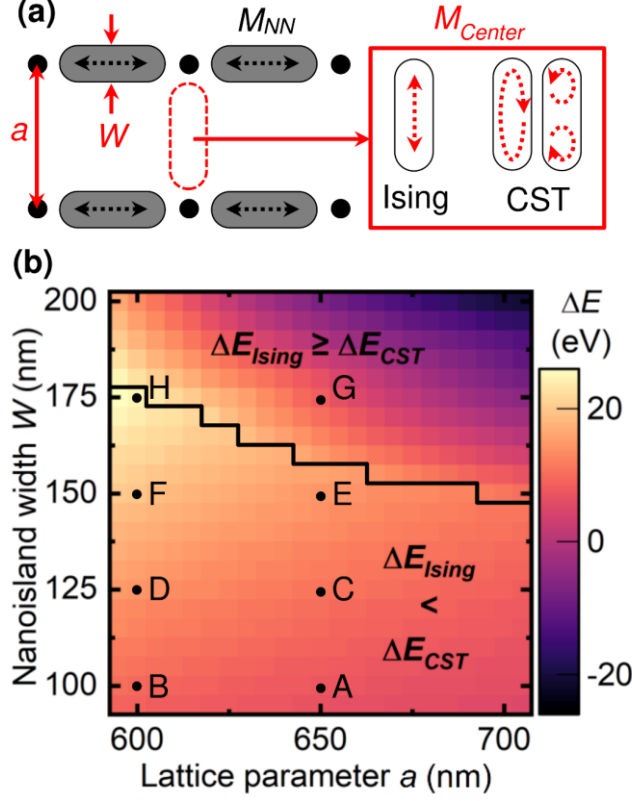 (a)
M_NN
M_Center
a
W
Ising
CST
(b)
ΔE
(eV)
200
175
150
125
100
Nanoisland width W (nm)
ΔE_Ising ≥ ΔE_CST
H
G
F
E
D
C
B
A
ΔE_Ising
<
ΔE_CST
20
0
-20
600
650
700
Lattice parameter a (nm)